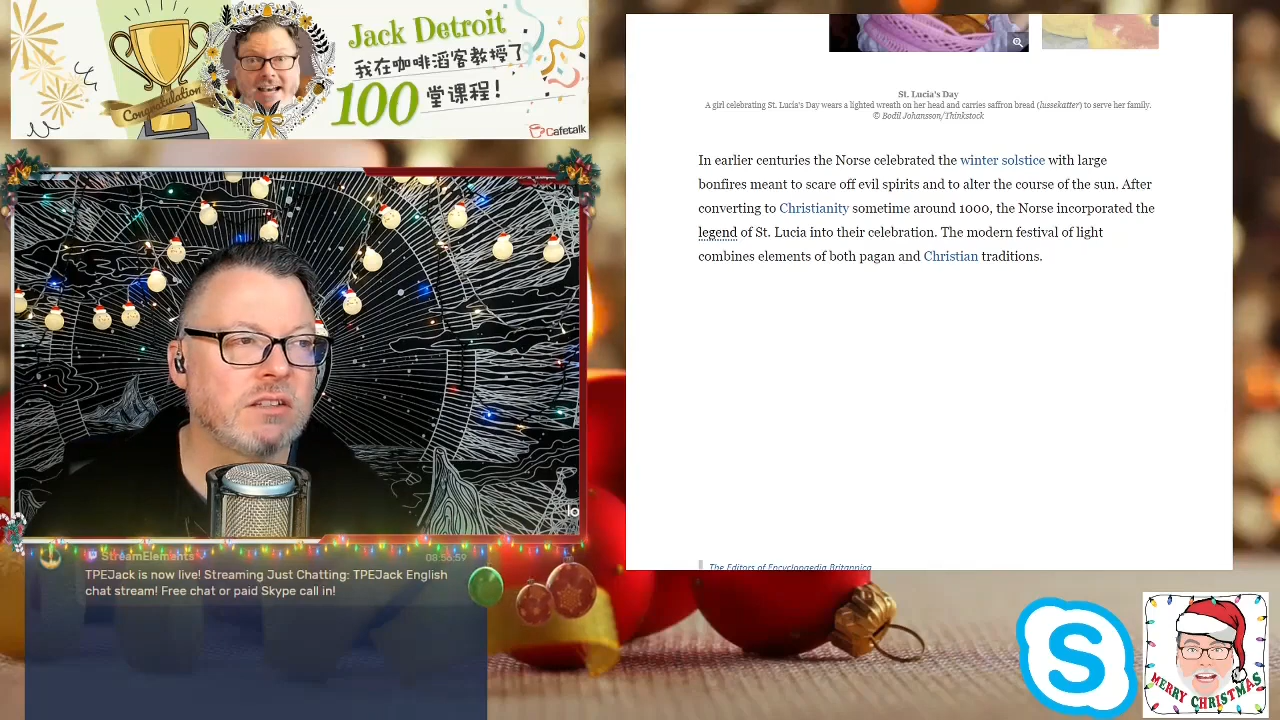 Jack Detroit
我在咖啡滔客教授了
100 堂课程!
Congratulation
Cafetalk
St. Lucia's Day
A girl celebrating St. Lucia's Day wears a lighted wreath on her head and carries saffron bread (lussekatter) to serve her family.
© Bodil Johansson/Thinkstock
In earlier centuries the Norse celebrated the winter solstice with large
bonfires meant to scare off evil spirits and to alter the course of the sun. After
converting to Christianity sometime around 1000, the Norse incorporated the
legend of St. Lucia into their celebration. The modern festival of light
combines elements of both pagan and Christian traditions.
The Editors of Encyclopaedia Britannica
StreamElements
08:56:59
TPEJack is now live! Streaming Just Chatting: TPEJack English
chat stream! Free chat or paid Skype call in!
S
MERRY CHRISTMAS